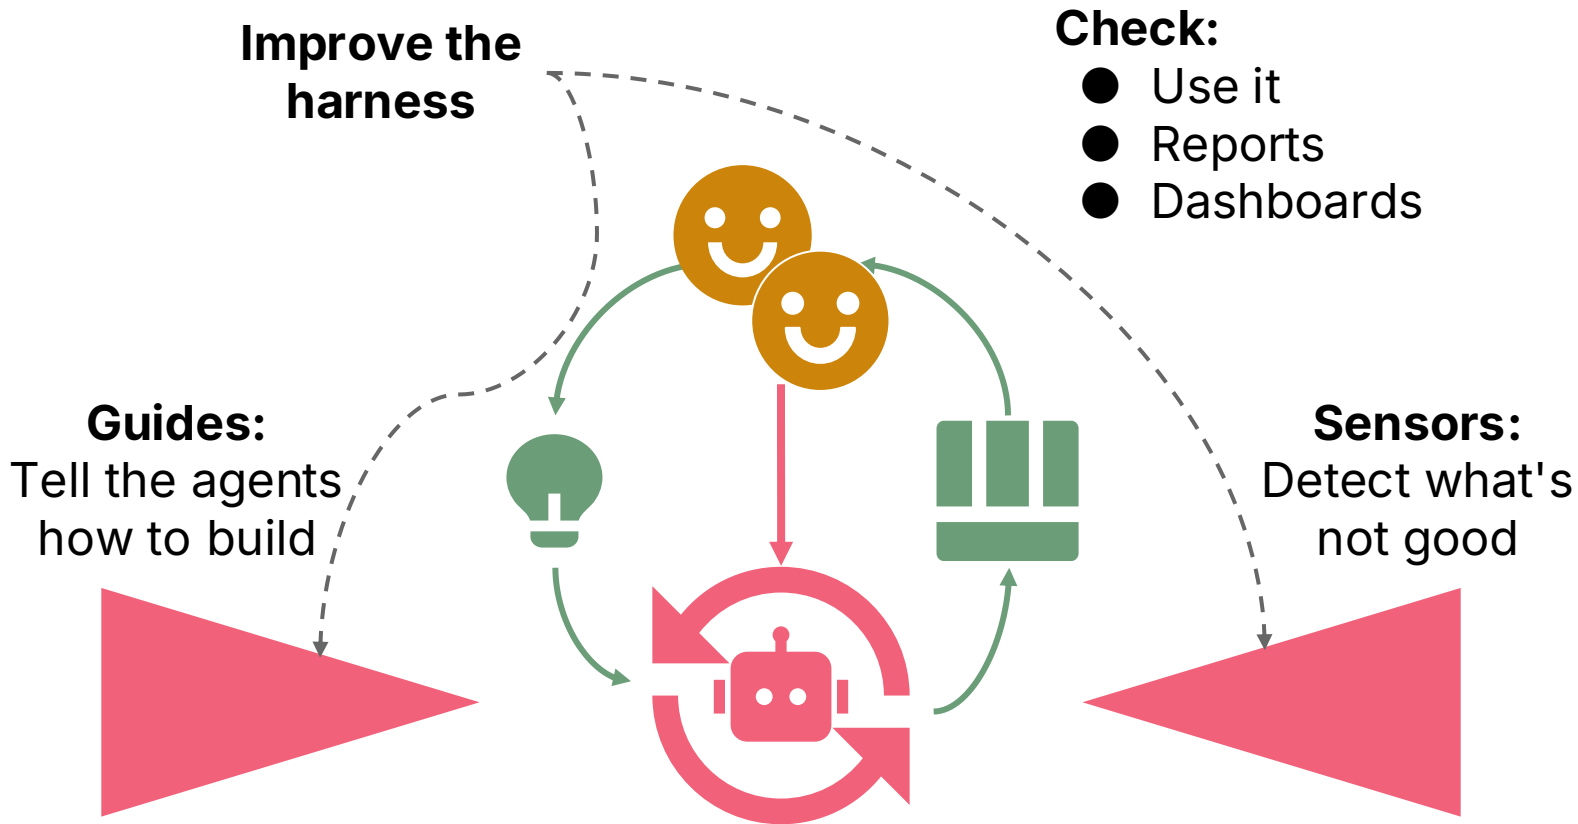 Improve the
harness
Check:
● Use it
● Reports
● Dashboards
Guides:
Tell the agents
how to build
Sensors:
Detect what's
not good